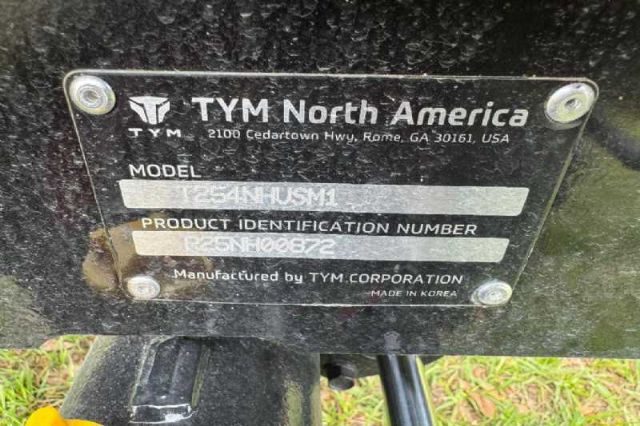 TYM
TYM North America
2100 Cedartown Hwy, Rome, GA 30161, USA
MODEL
T254NHUSM1
PRODUCT IDENTIFICATION NUMBER
R25NH00872
Manufactured by TYM.CORPORATION
MADE IN KOREA